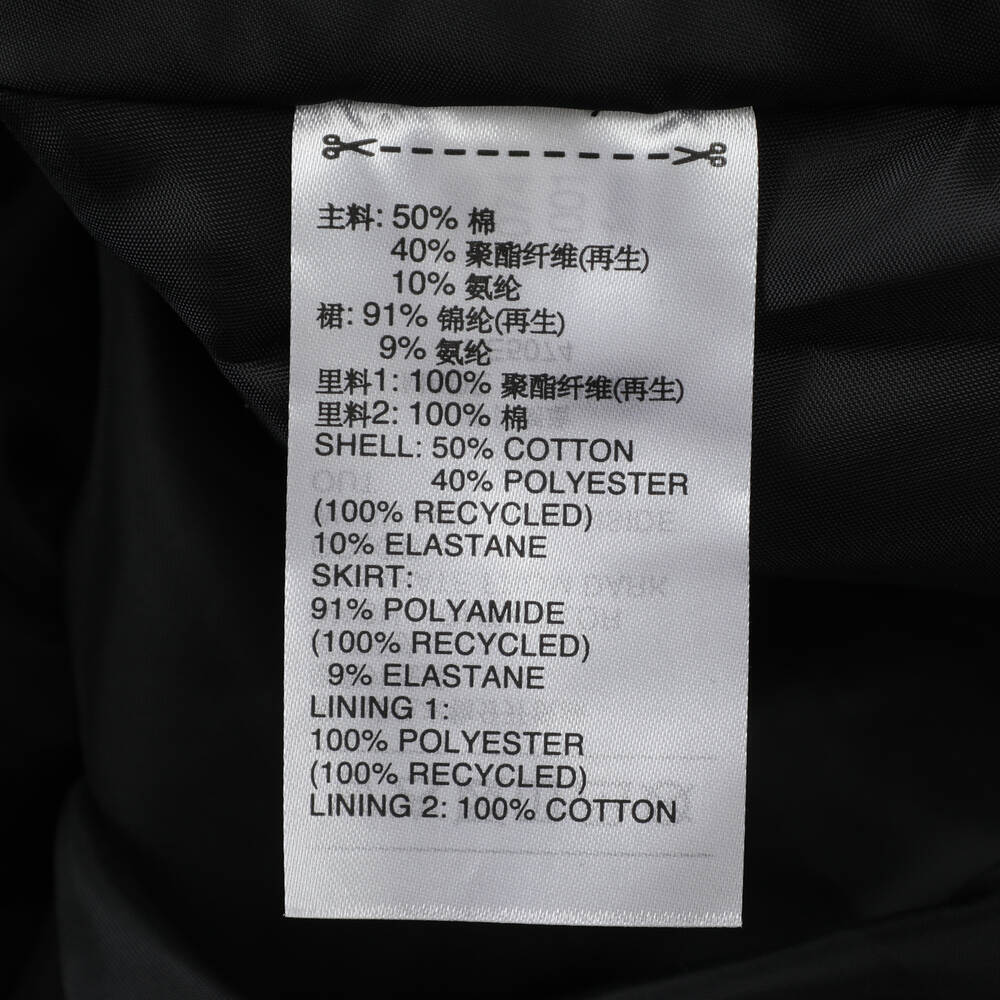 主料: 50% 棉
40% 聚酯纤维(再生)
10% 氨纶
裙: 91% 锦纶(再生)
9% 氨纶
里料1: 100% 聚酯纤维(再生)
里料2: 100% 棉
SHELL: 50% COTTON
40% POLYESTER
(100% RECYCLED)
10% ELASTANE
SKIRT:
91% POLYAMIDE
(100% RECYCLED)
9% ELASTANE
LINING 1:
100% POLYESTER
(100% RECYCLED)
LINING 2: 100% COTTON